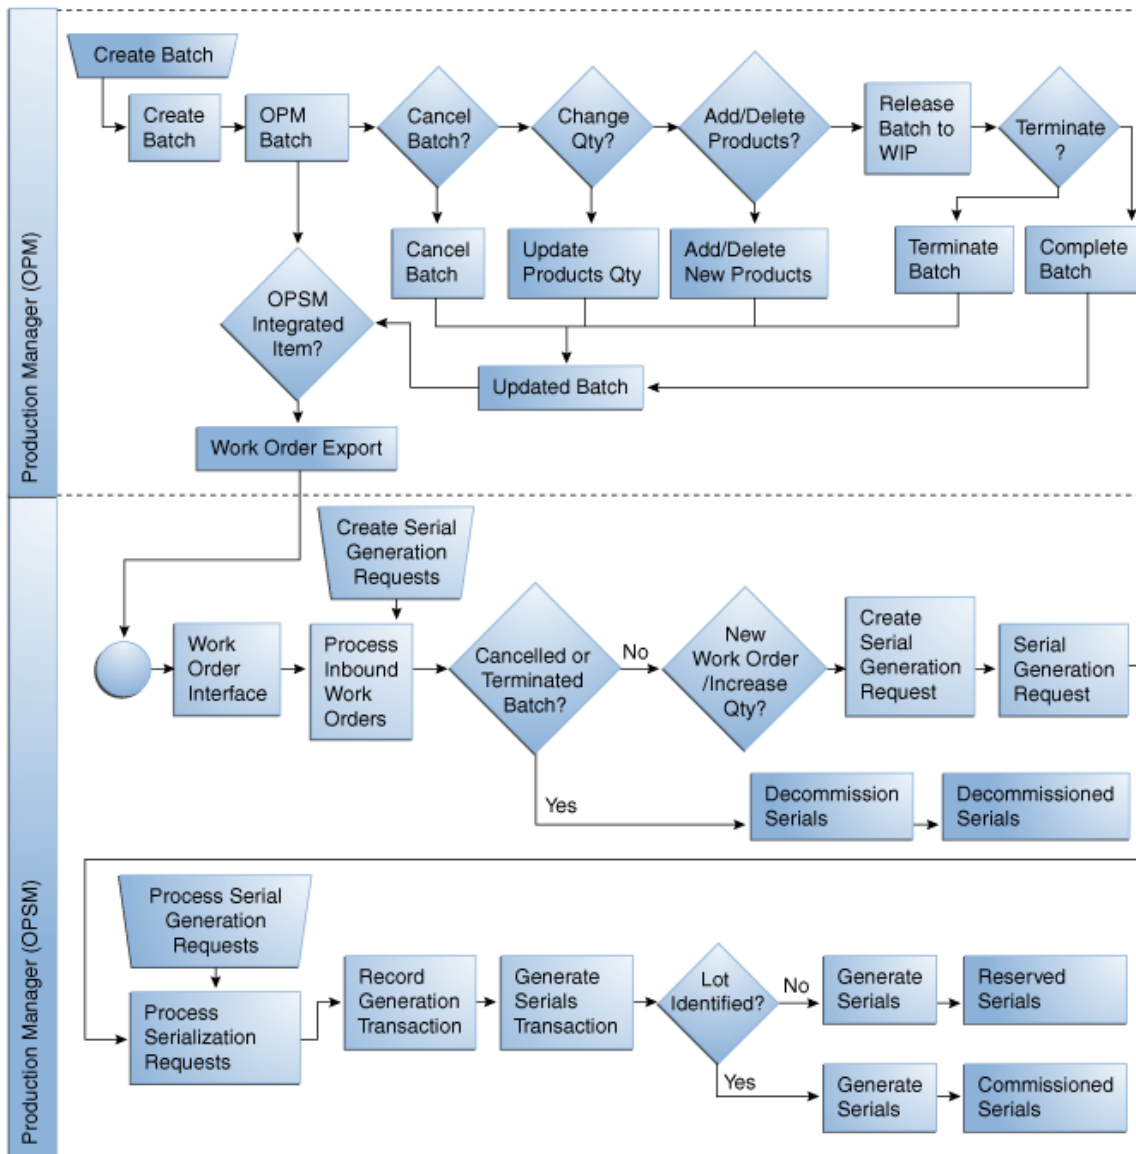 Production Manager (OPM)
Create Batch
Create
Batch
OPM
Batch
Cancel
Batch?
Change
Qty?
Add/Delete
Products?
Release
Batch to
WIP
Terminate
?
Cancel
Batch
Update
Products Qty
Add/Delete
New Products
Terminate
Batch
Complete
Batch
OPSM
Integrated
Item?
Updated Batch
Work Order Export
Production Manager (OPSM)
Create Serial
Generation
Requests
Work
Order
Interface
Process
Inbound
Work
Orders
Cancelled or
Terminated
Batch?
No
New
Work Order
/Increase
Qty?
Create
Serial
Generation
Request
Serial
Generation
Request
Yes
Decommission
Serials
Decommissioned
Serials
Process Serial
Generation
Requests
Process
Serialization
Requests
Record
Generation
Transaction
Generate
Serials
Transaction
Lot
Identified?
No
Generate
Serials
Reserved
Serials
Yes
Generate
Serials
Commissioned
Serials